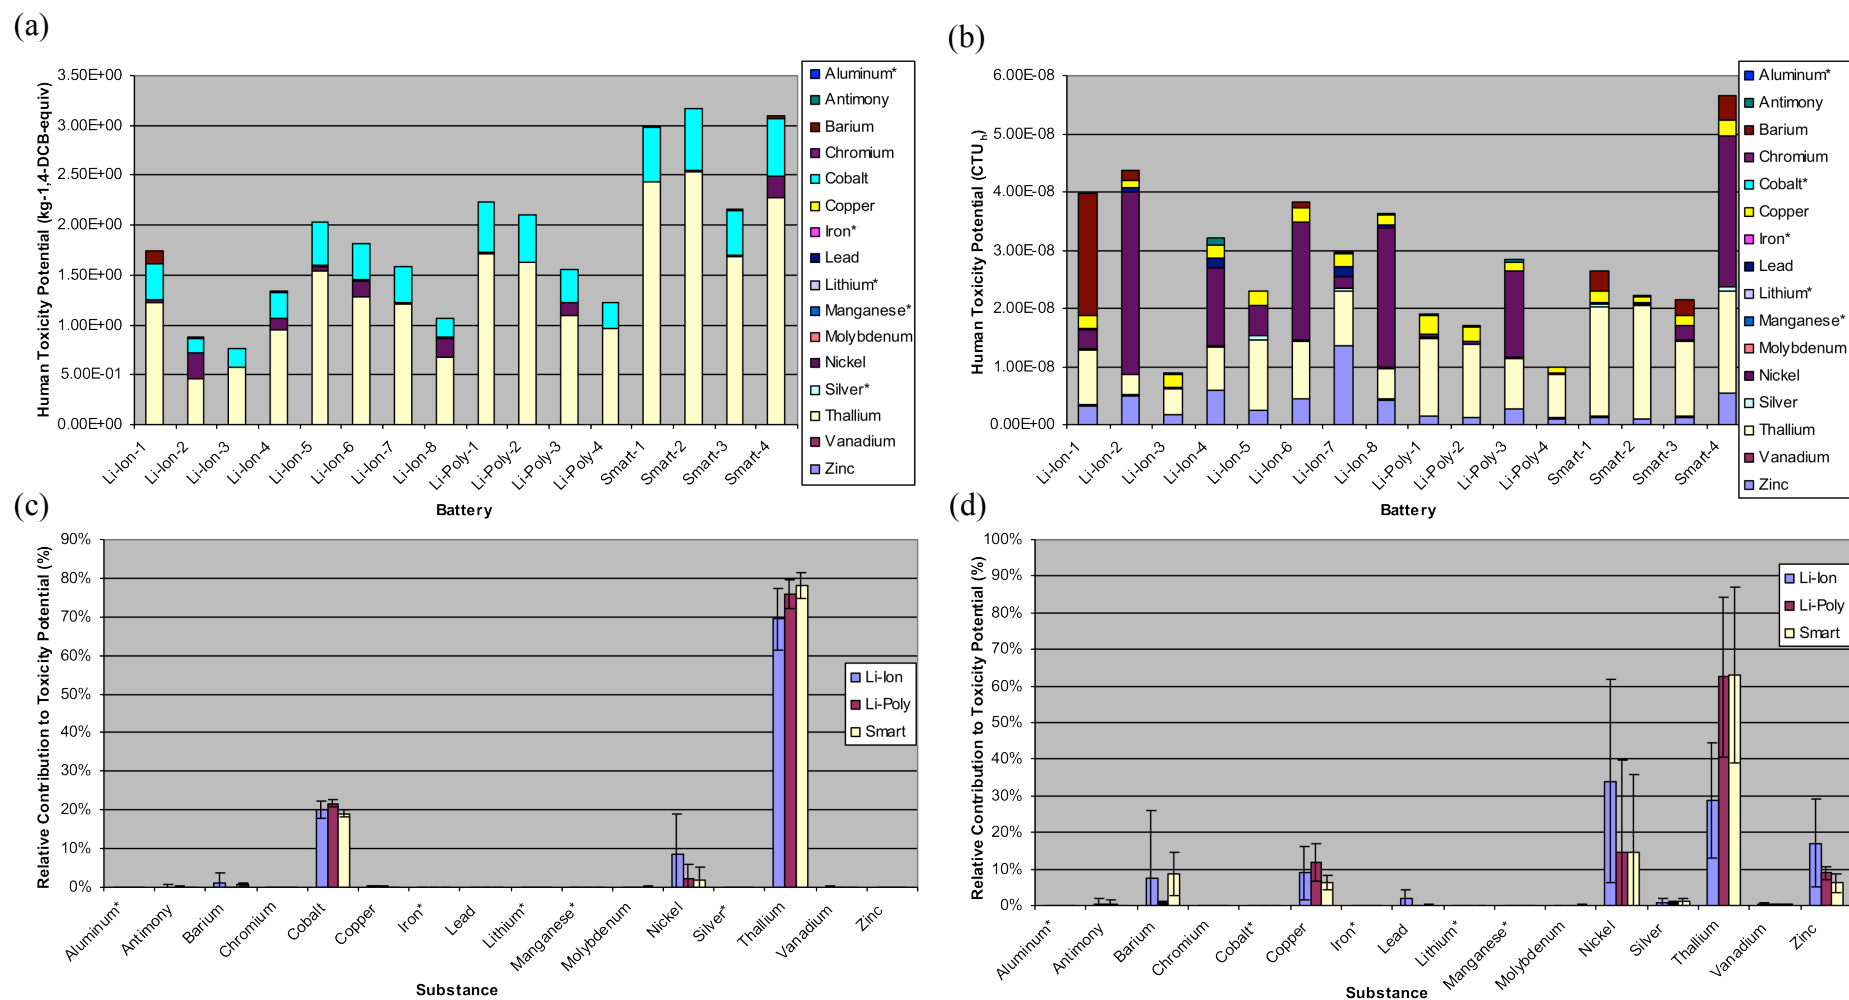 (a)
Human Toxicity Potential (kg-1,4-DCB-equiv)
3.50E+00
3.00E+00
2.50E+00
2.00E+00
1.50E+00
1.00E+00
5.00E-01
0.00E+00
Li-Ion-1
Li-Ion-2
Li-Ion-3
Li-Ion-4
Li-Ion-5
Li-Ion-6
Li-Ion-7
Li-Ion-8
Li-Poly-1
Li-Poly-2
Li-Poly-3
Li-Poly-4
Smart-1
Smart-2
Smart-3
Smart-4
Battery
Aluminum*
Antimony
Barium
Chromium
Cobalt
Copper
Iron*
Lead
Lithium*
Manganese*
Molybdenum
Nickel
Silver*
Thallium
Vanadium
Zinc
(b)
Human Toxicity Potential (CTU h)
6.00E-08
5.00E-08
4.00E-08
3.00E-08
2.00E-08
1.00E-08
0.00E+00
Li-Ion-1
Li-Ion-2
Li-Ion-3
Li-Ion-4
Li-Ion-5
Li-Ion-6
Li-Ion-7
Li-Ion-8
Li-Poly-1
Li-Poly-2
Li-Poly-3
Li-Poly-4
Smart-1
Smart-2
Smart-3
Smart-4
Battery
Aluminum*
Antimony
Barium
Chromium
Cobalt*
Copper
Iron*
Lead
Lithium*
Manganese*
Molybdenum
Nickel
Silver
Thallium
Vanadium
Zinc
(c)
Relative Contribution to Toxicity Potential (%)
90%
80%
70%
60%
50%
40%
30%
20%
10%
0%
Aluminum*
Antimony
Barium
Chromium
Cobalt
Copper
Iron*
Lead
Lithium*
Manganese*
Molybdenum
Nickel
Silver*
Thallium
Vanadium
Zinc
Substance
Li-Ion
Li-Poly
Smart
(d)
Relative Contribution to Toxicity Potential (%)
100%
90%
80%
70%
60%
50%
40%
30%
20%
10%
0%
Aluminum*
Antimony
Barium
Chromium
Cobalt*
Copper
Iron*
Lead
Lithium*
Manganese*
Molybdenum
Nickel
Silver
Thallium
Vanadium
Zinc
Substance
Li-Ion
Li-Poly
Smart